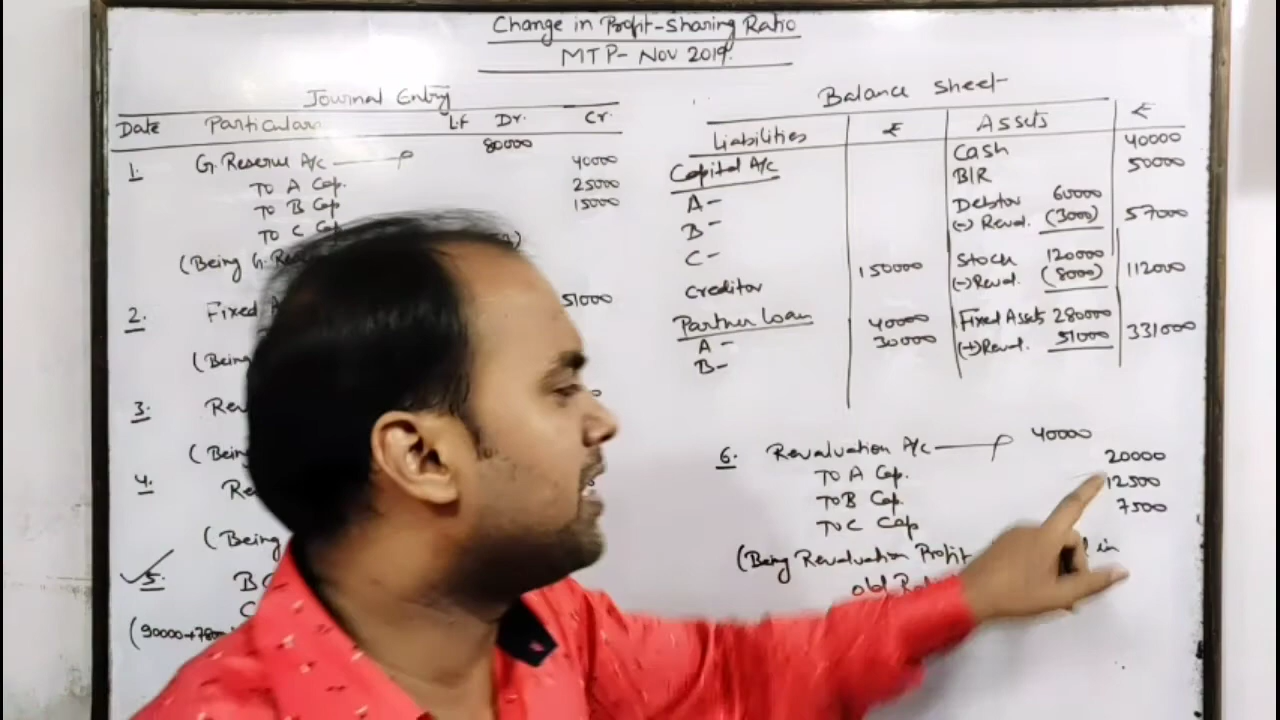 Change in Profit-Sharing Ratio
MTP- Nov 2019.
Journal Entry
Date Particulars LF Dr. Cr.
1. G. Reserve A/c 80000
To A Cap. 40000
To B Cap 25000
To C Cap 15000
(Being G.
2. Fixed 51000
(Being
3. Rev
(Being
4. Re
(Being
5.
(90000+
Balance Sheet
Liabilities ₹ Assets ₹
Capital A/c Cash 40000
A- B/R 50000
B- Debtor 60000
(-) Reval. (3000) 57000
C- Stock 120000
Creditor 150000 (-) Reval. (8000) 112000
Partner Loan Fixed Assets 280000
A- 40000 (+) Reval. 51000 331000
B- 30000
6. Revaluation A/c 40000
To A Cap. 20000
To B Cap. 12500
To C Cap 7500
(Being Revaluation Profit in
old